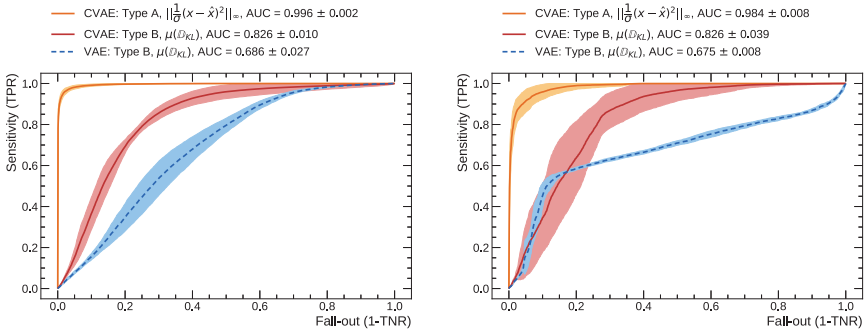 CVAE: Type A, ||1/σ̂ (x − x̂)²||∞, AUC = 0.996 ± 0.002
CVAE: Type B, μ(𝔻KL), AUC = 0.826 ± 0.010
VAE: Type B, μ(𝔻KL), AUC = 0.686 ± 0.027
Sensitivity (TPR)
1.0
0.8
0.6
0.4
0.2
0.0
0.0 0.2 0.4 0.6 0.8 1.0
Fall-out (1-TNR)
CVAE: Type A, ||1/σ̂ (x − x̂)²||∞, AUC = 0.984 ± 0.008
CVAE: Type B, μ(𝔻KL), AUC = 0.826 ± 0.039
VAE: Type B, μ(𝔻KL), AUC = 0.675 ± 0.008
Sensitivity (TPR)
1.0
0.8
0.6
0.4
0.2
0.0
0.0 0.2 0.4 0.6 0.8 1.0
Fall-out (1-TNR)